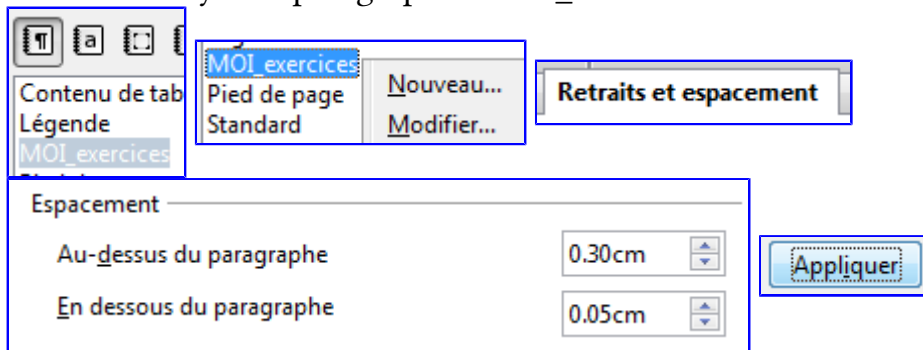 Contenu de tab
Légende
MOI_exercices
MOI_exercices
Pied de page
Standard
Nouveau...
Modifier...
Retraits et espacement
Espacement
Au-dessus du paragraphe 0.30cm
En dessous du paragraphe 0.05cm
Appliquer